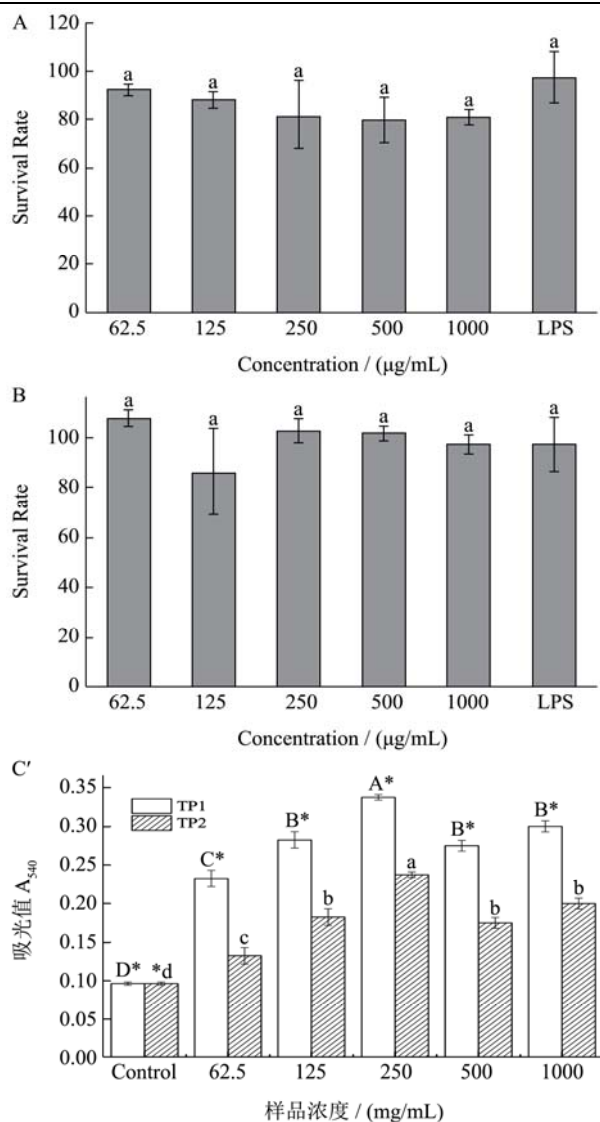 A
Survival Rate
120
100
80
60
40
20
0
a a a a a a
62.5 125 250 500 1000 LPS
Concentration / (μg/mL)
B
Survival Rate
100
80
60
40
20
0
a a a a a a
62.5 125 250 500 1000 LPS
Concentration / (μg/mL)
C′
吸光值 A540
0.35
0.30
0.25
0.20
0.15
0.10
0.05
0.00
TP1
TP2
D* *d C* c B* b A* a B* b B* b
Control 62.5 125 250 500 1000
样品浓度 / (mg/mL)